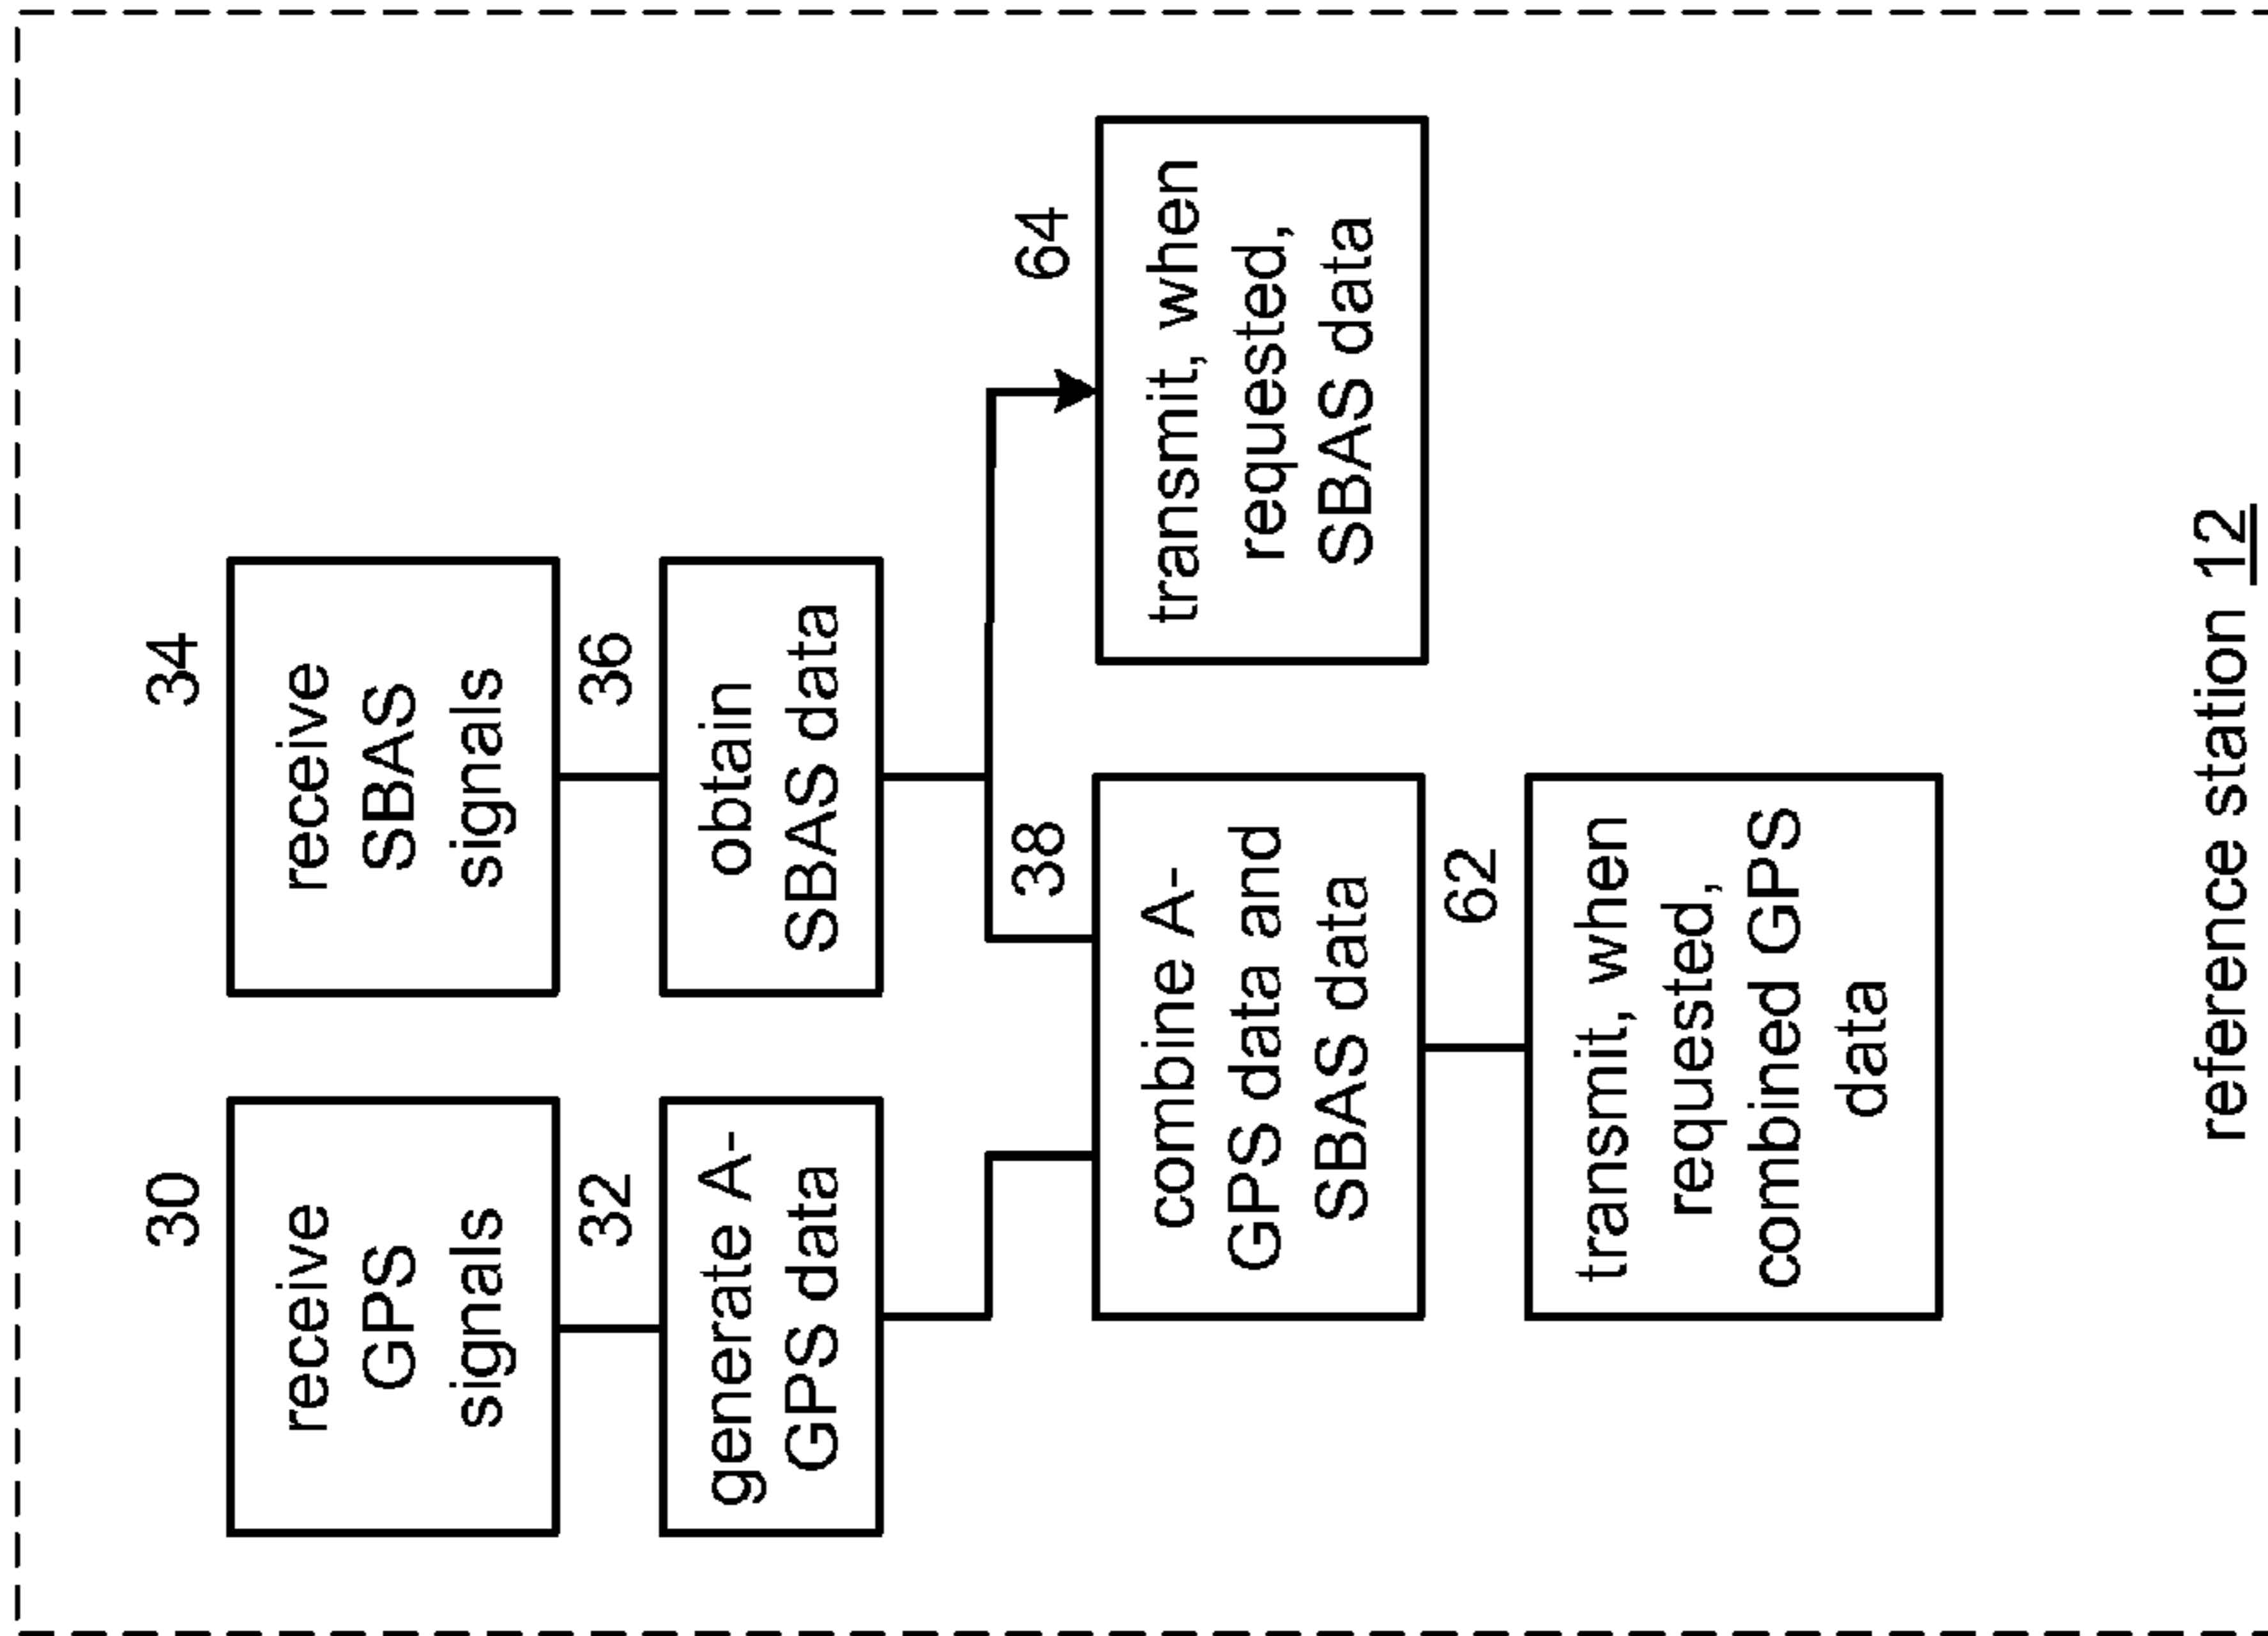 30
receive
GPS
signals
34
receive
SBAS
signals
32
generate A-
GPS data
36
obtain
SBAS data
38
combine A-
GPS data and
SBAS data
64
transmit, when
requested,
SBAS data
62
transmit, when
requested,
combined GPS
data
reference station 12